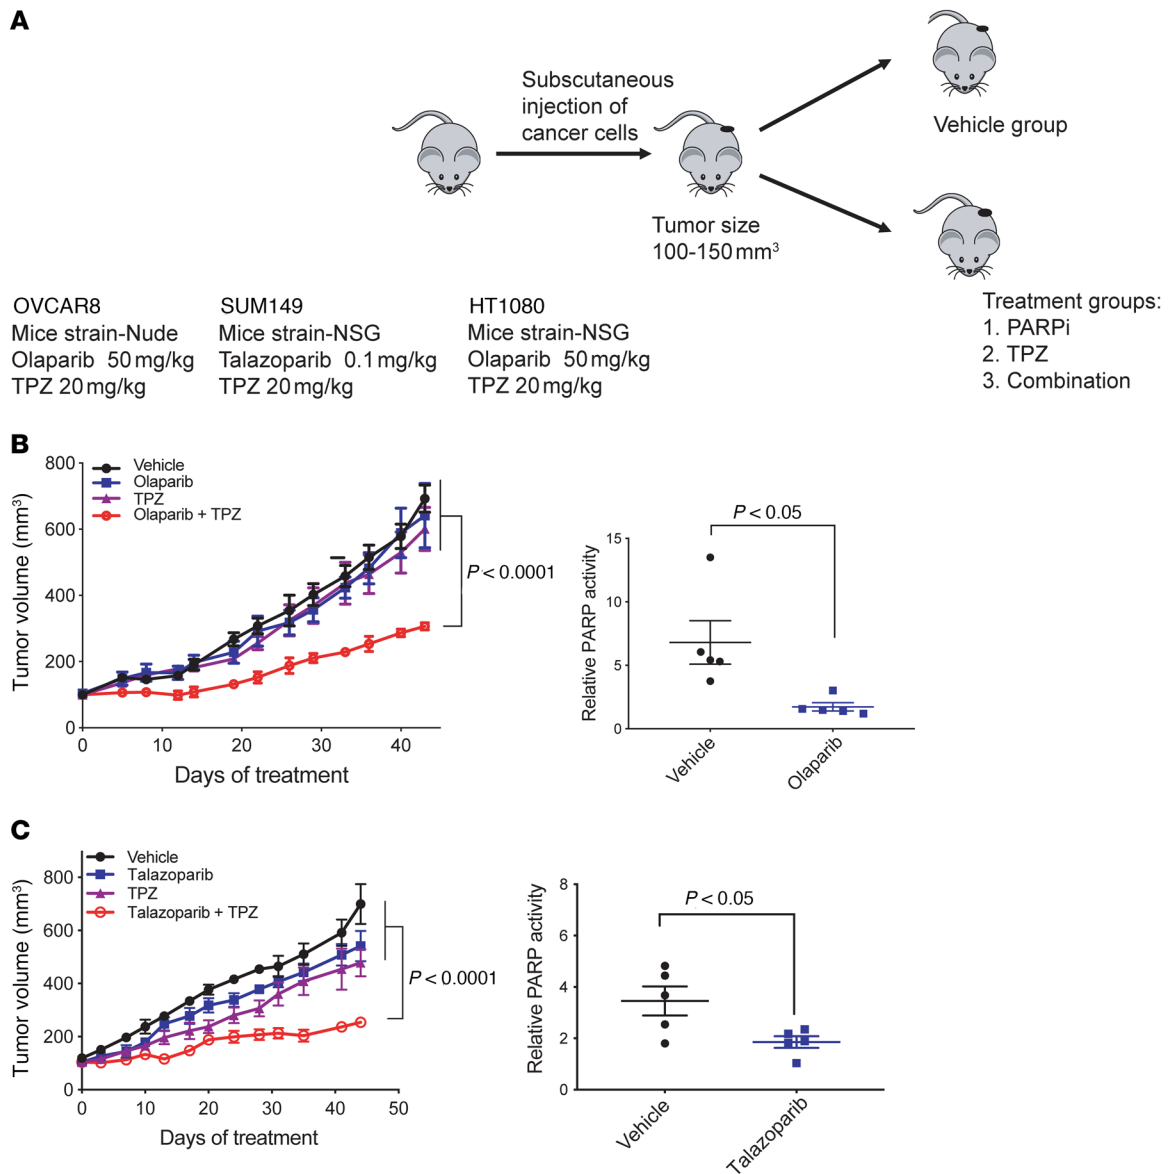 A
Subscutaneous
injection of
cancer cells
Vehicle group
Tumor size
100-150 mm³
Treatment groups:
1. PARPi
2. TPZ
3. Combination
OVCAR8
Mice strain-Nude
Olaparib 50 mg/kg
TPZ 20 mg/kg
SUM149
Mice strain-NSG
Talazoparib 0.1 mg/kg
TPZ 20 mg/kg
HT1080
Mice strain-NSG
Olaparib 50 mg/kg
TPZ 20 mg/kg
B
Tumor volume (mm³)
800
600
400
200
0
Vehicle
Olaparib
TPZ
Olaparib + TPZ
P < 0.0001
0 10 20 30 40
Days of treatment
Relative PARP activity
15
10
5
0
P < 0.05
Vehicle
Olaparib
C
Tumor volume (mm³)
800
600
400
200
0
Vehicle
Talazoparib
TPZ
Talazoparib + TPZ
P < 0.0001
0 10 20 30 40 50
Days of treatment
Relative PARP activity
8
6
4
2
0
P < 0.05
Vehicle
Talazoparib